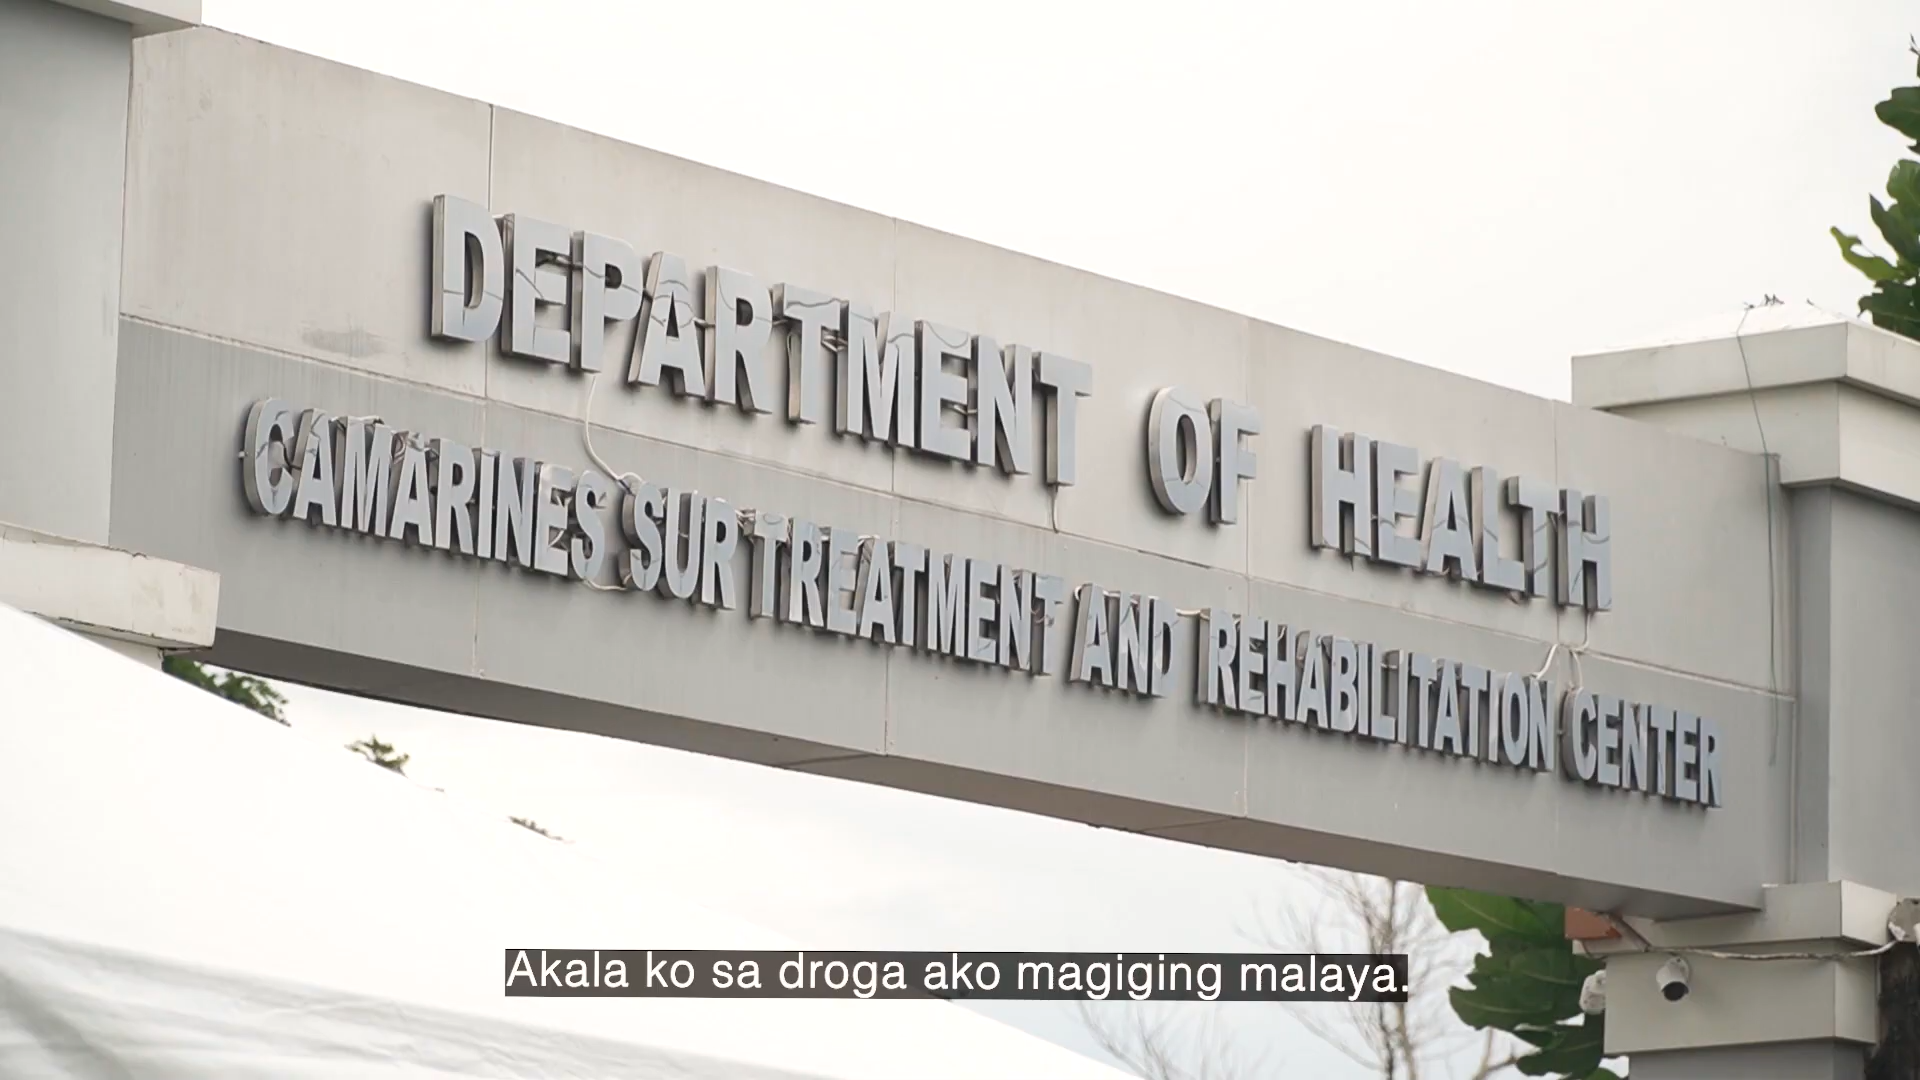 DEPARTMENT OF HEALTH
CAMARINES SUR TREATMENT AND REHABILITATION CENTER
Akala ko sa droga ako magiging malaya.